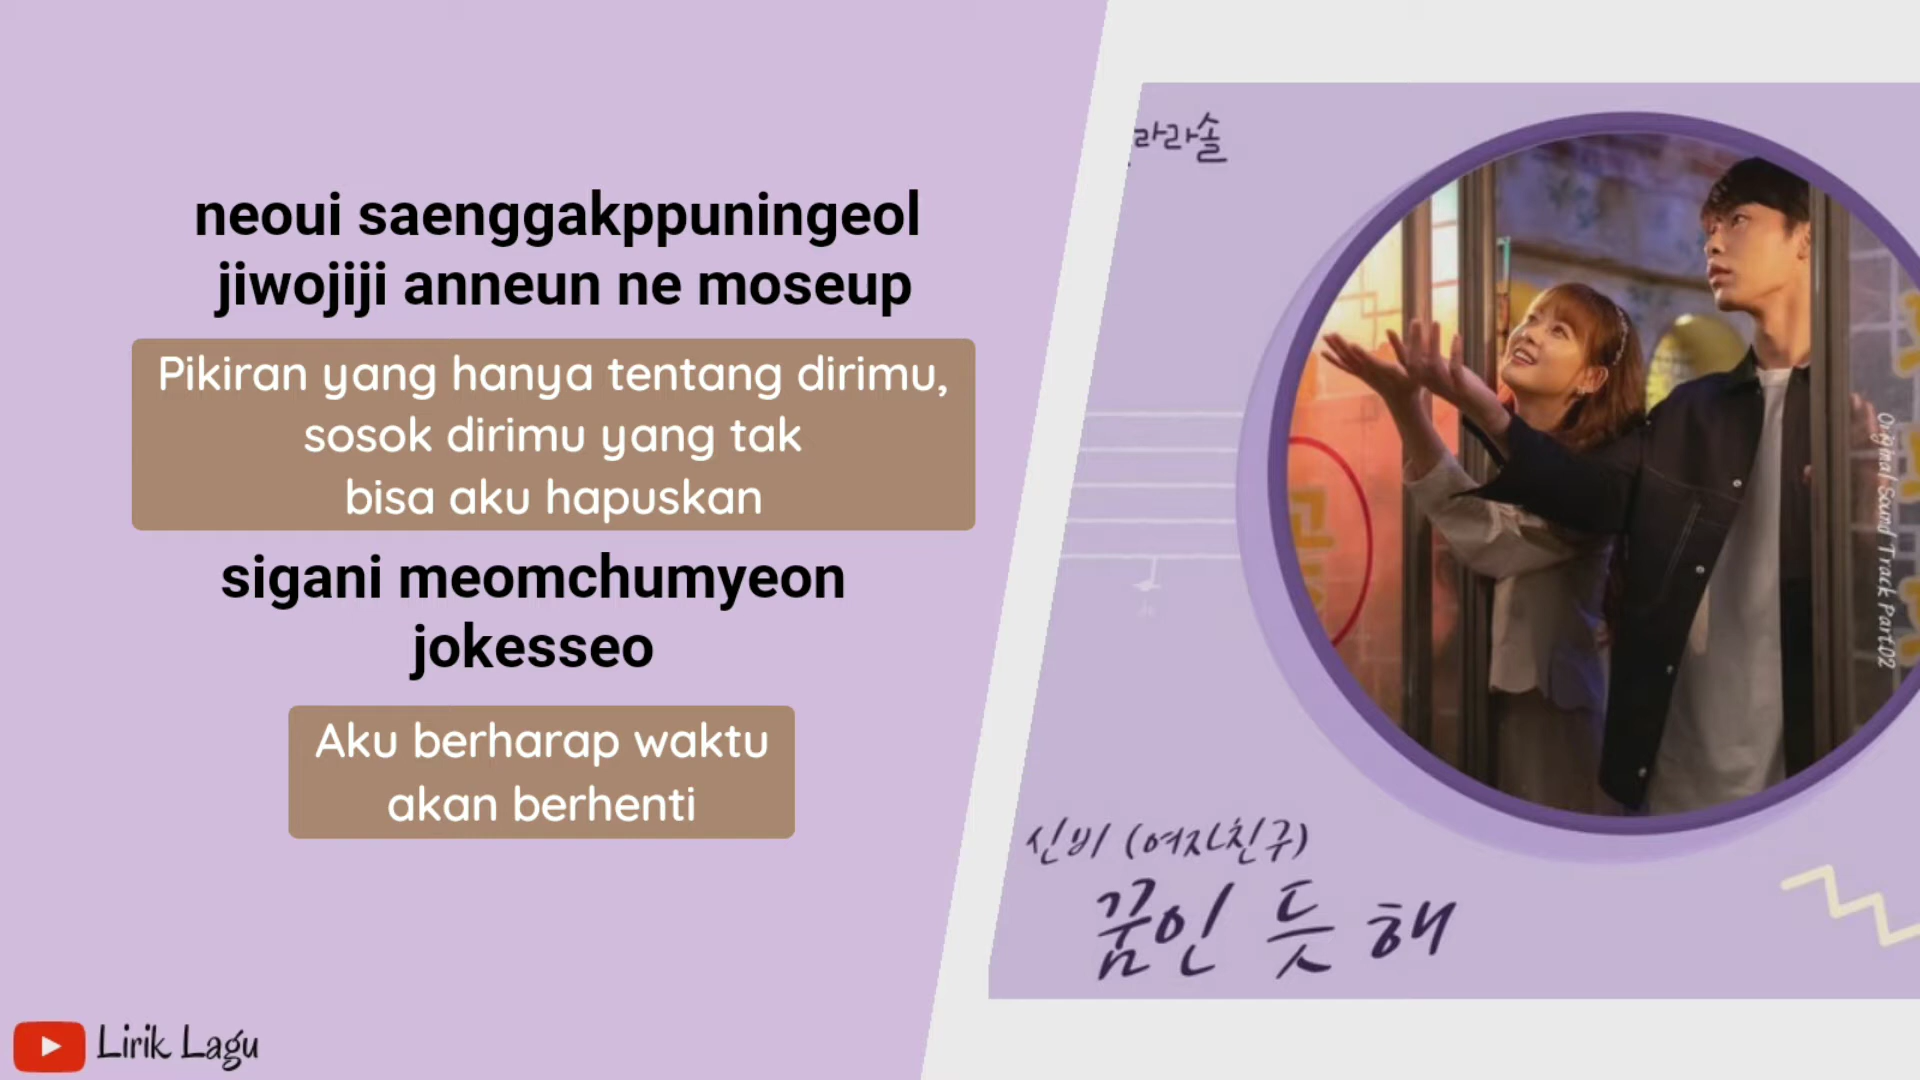 neoui saenggakppuningeol
jiwojiji anneun ne moseup
Pikiran yang hanya tentang dirimu,
sosok dirimu yang tak
bisa aku hapuskan
sigani meomchumyeon
jokesseo
Aku berharap waktu
akan berhenti
Lirik Lagu
라라솔
Original Sound Track Part.02
신비 (여자친구)
꿈인 듯 해